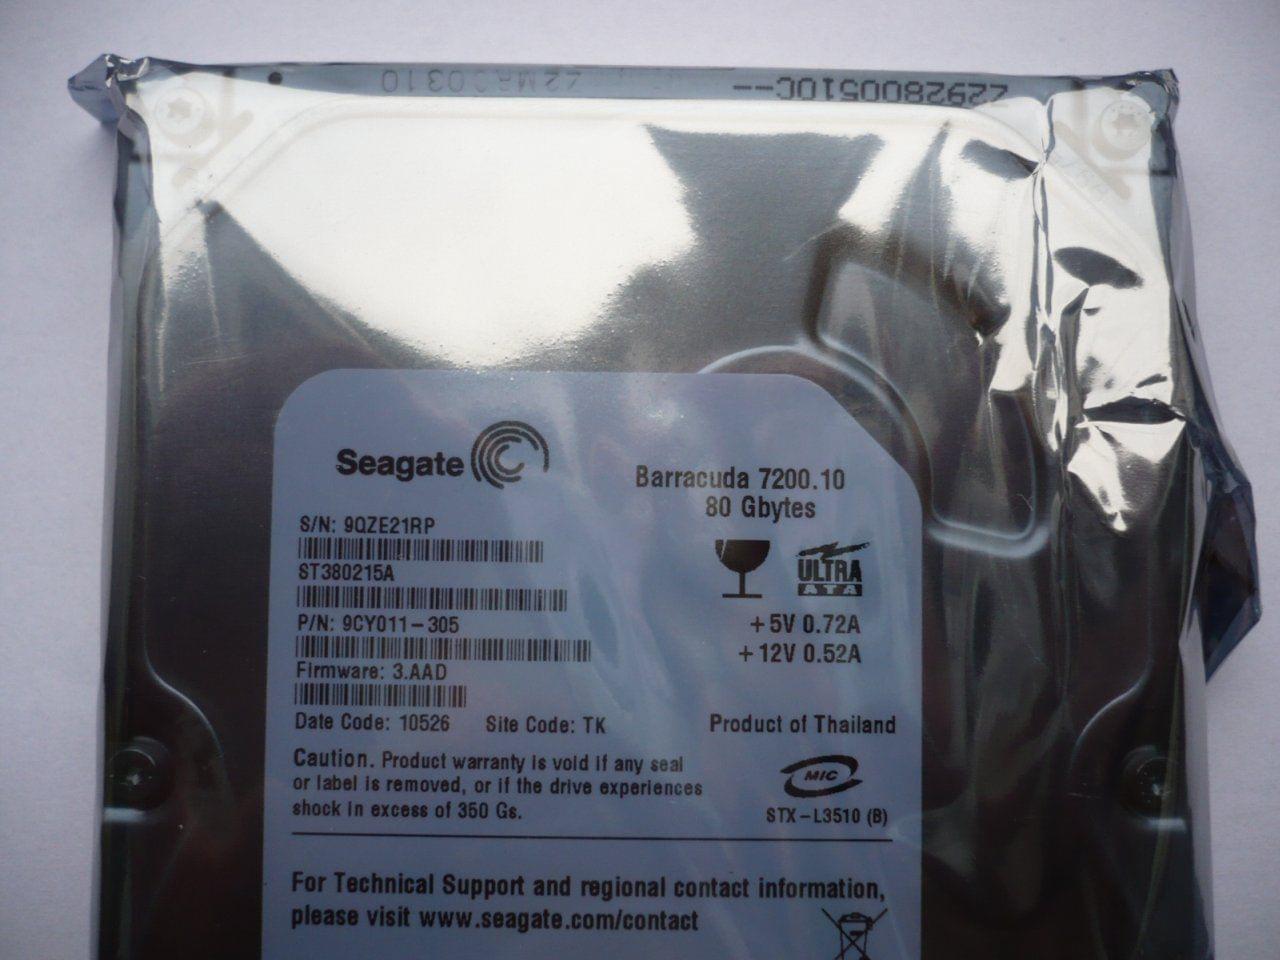 Z292800510C--
Seagate
Barracuda 7200.10
80 Gbytes
S/N: 9QZE21RP
ST380215A
P/N: 9CY011-305
Firmware: 3.AAD
Date Code: 10526 Site Code: TK
ULTRA
ATA
+5V 0.72A
+12V 0.52A
Product of Thailand
Caution. Product warranty is void if any seal
or label is removed, or if the drive experiences
shock in excess of 350 Gs.
MIC
STX-L3510 (B)
For Technical Support and regional contact information,
please visit www.seagate.com/contact